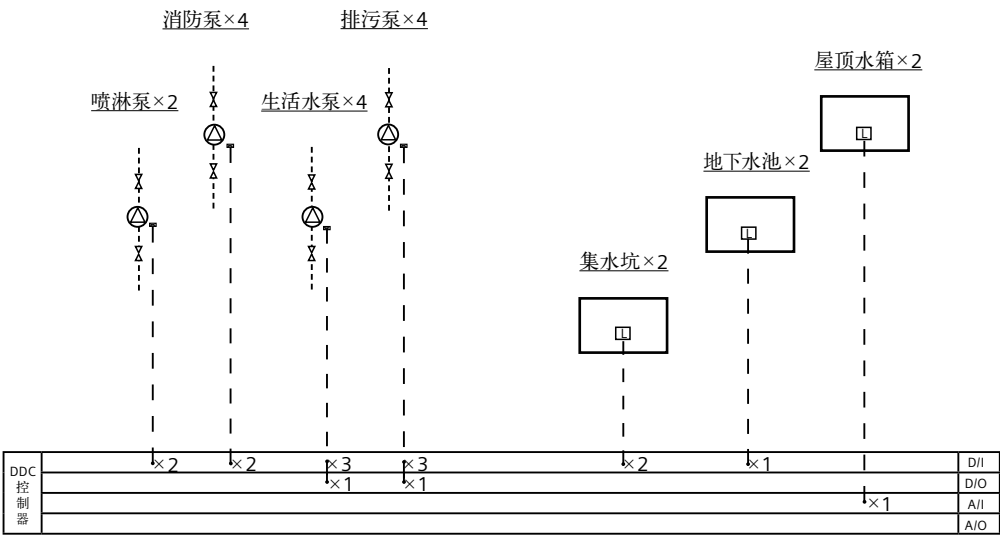 消防泵×4
排污泵×4
屋顶水箱×2
喷淋泵×2
生活水泵×4
L
地下水池×2
L
集水坑×2
L
DDC
控
制
器
×2 ×2 ×3 ×3 ×2 ×1 D/I
×1 ×1 D/O
×1 A/I
A/O